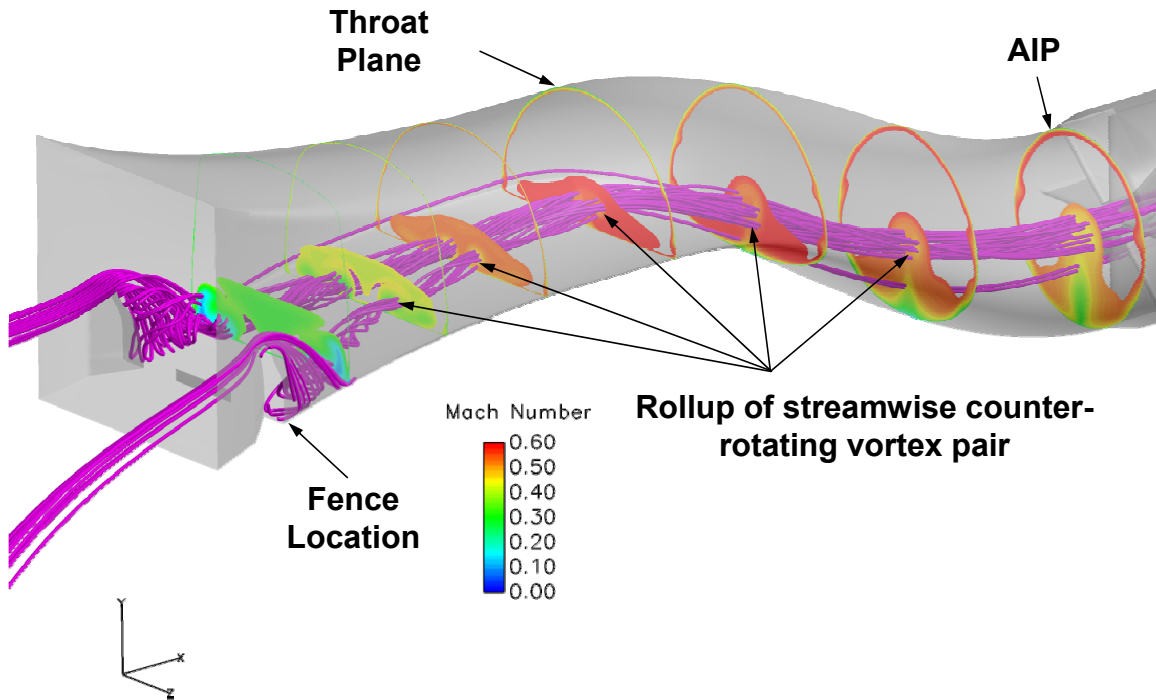 Throat
Plane
AIP
Rollup of streamwise counter-
rotating vortex pair
Fence
Location
Mach Number
0.60
0.50
0.40
0.30
0.20
0.10
0.00
Y
X
Z